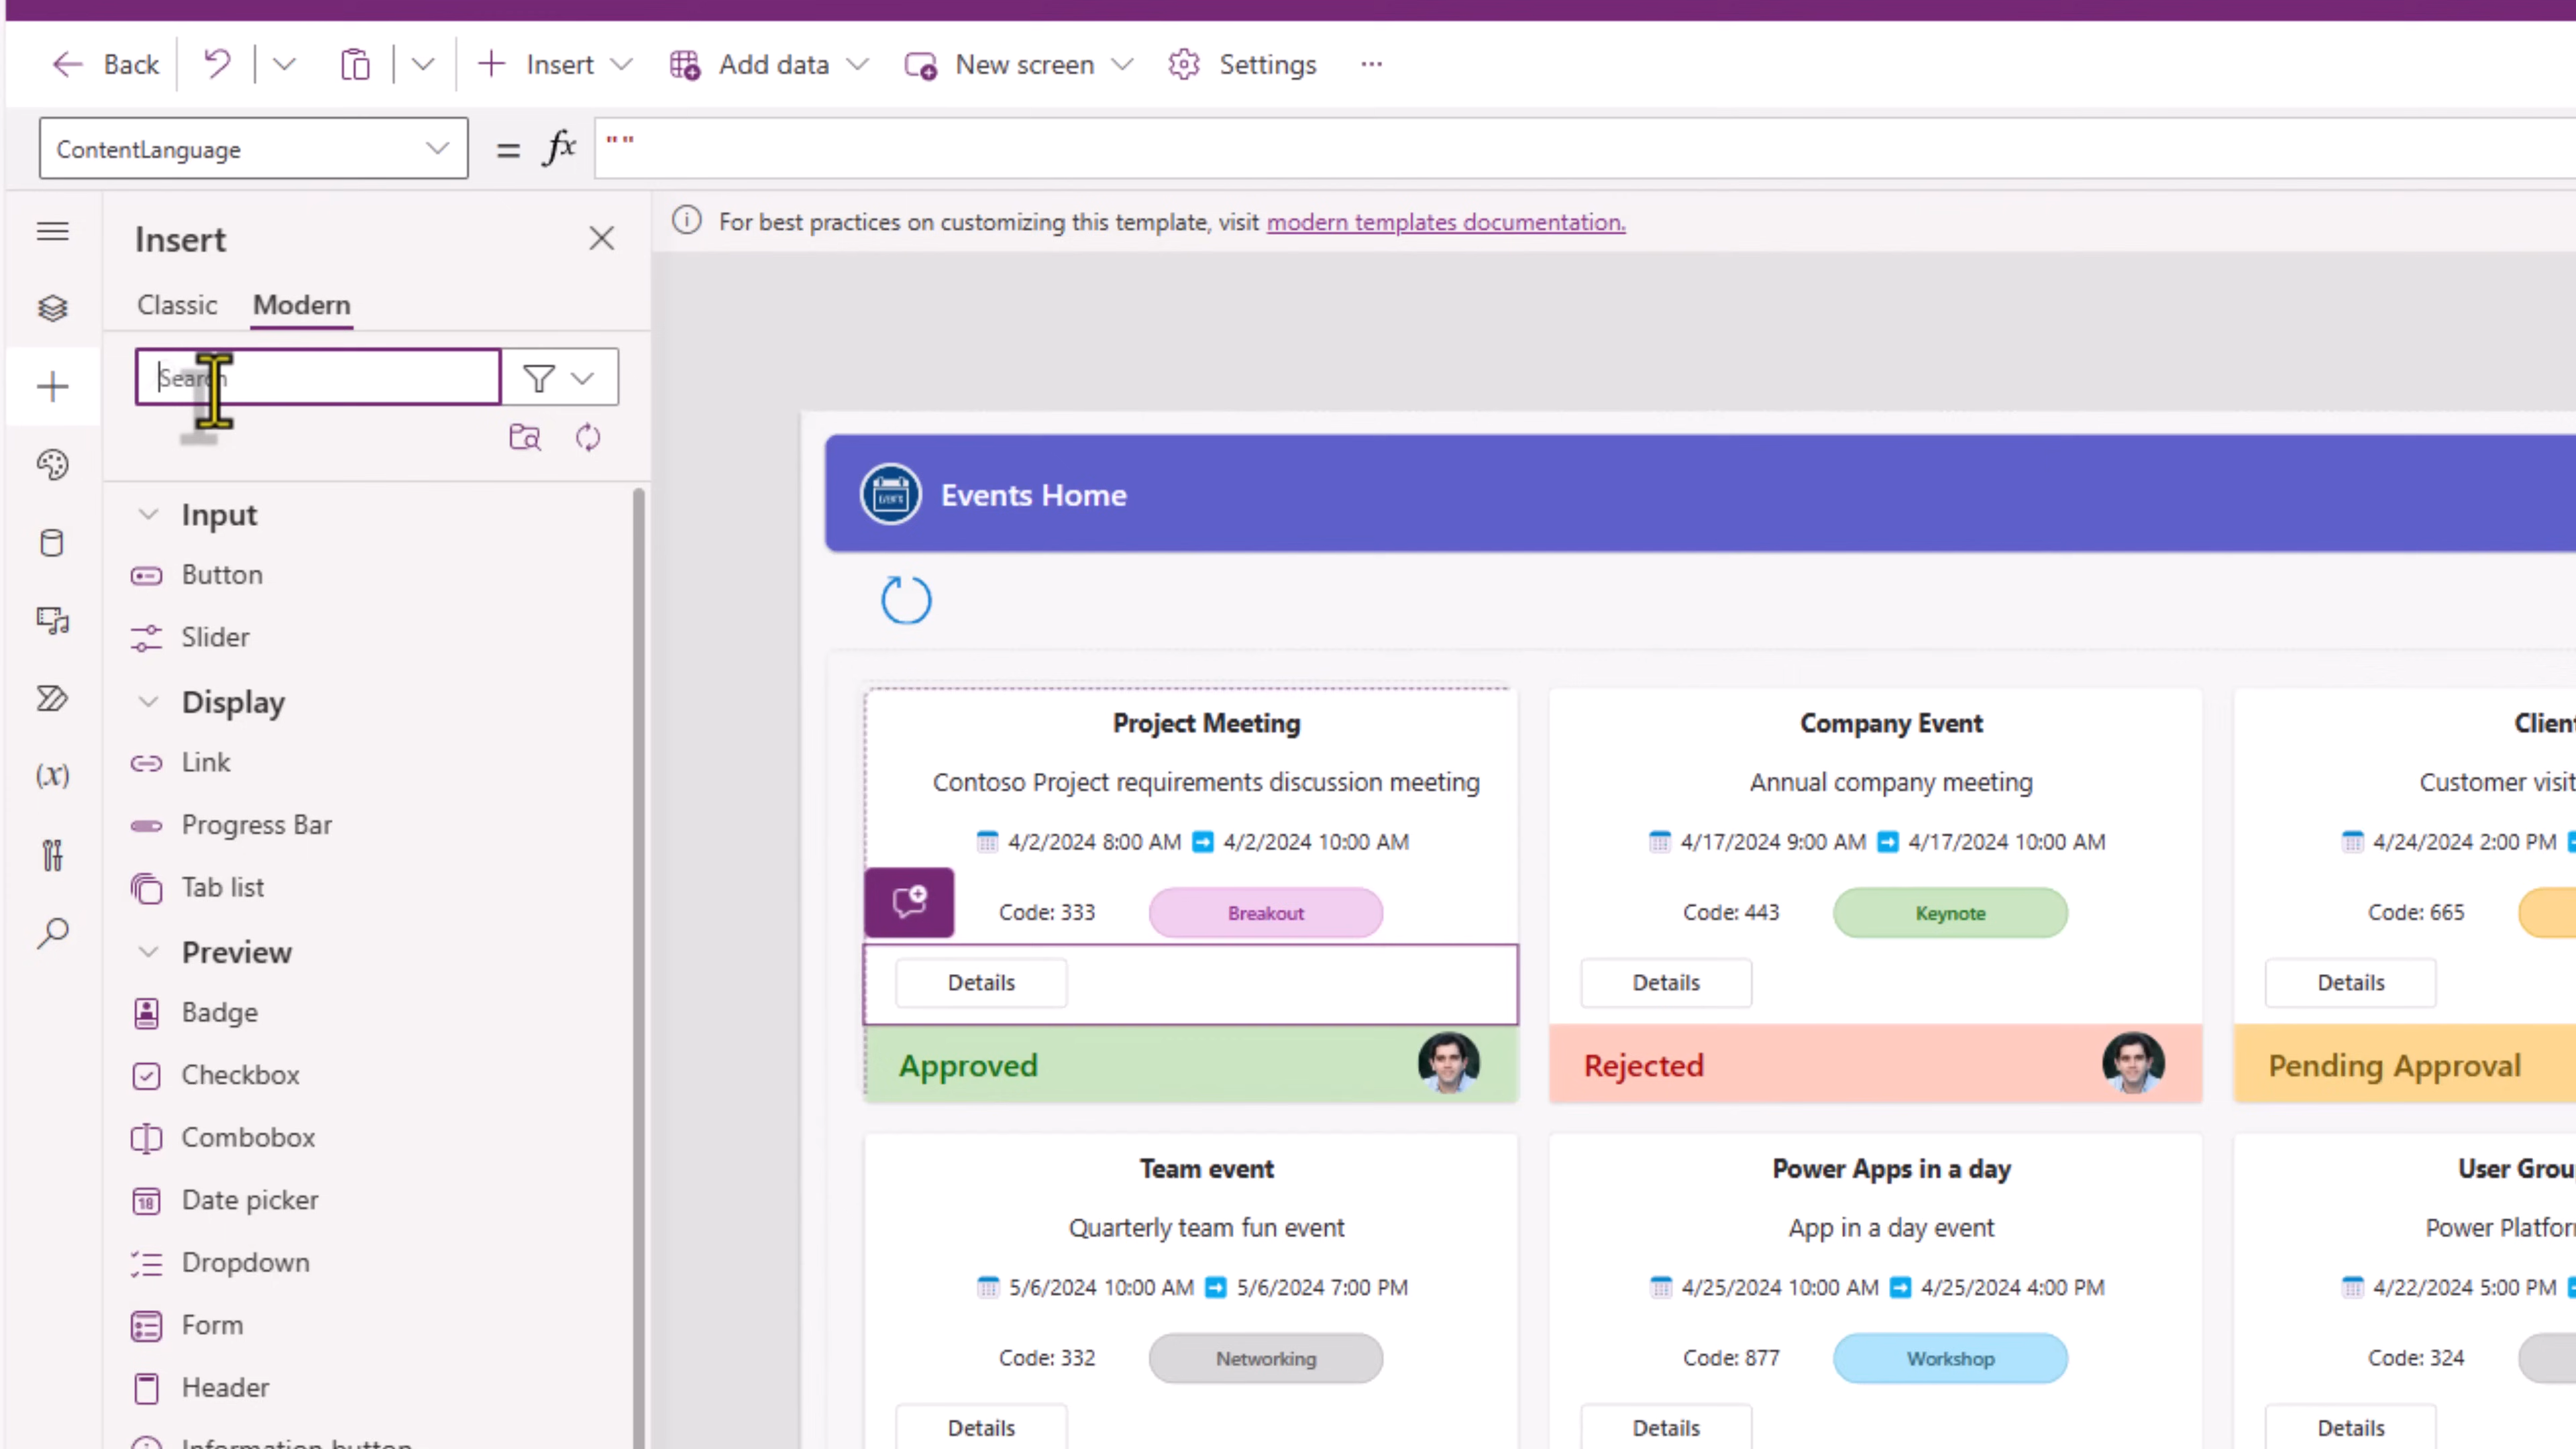 Back Insert Add data New screen Settings ...
ContentLanguage = fx ""
Insert
Classic Modern
Search
Input
Button
Slider
Display
Link
Progress Bar
Tab list
Preview
Badge
Checkbox
Combobox
Date picker
Dropdown
Form
Header
Information button
(x)
For best practices on customizing this template, visit modern templates documentation.
Events Home
Project Meeting
Contoso Project requirements discussion meeting
4/2/2024 8:00 AM 4/2/2024 10:00 AM
Code: 333 Breakout
Details
Approved
Company Event
Annual company meeting
4/17/2024 9:00 AM 4/17/2024 10:00 AM
Code: 443 Keynote
Details
Rejected
Client
Customer visit
4/24/2024 2:00 PM
Code: 665
Details
Pending Approval
Team event
Quarterly team fun event
5/6/2024 10:00 AM 5/6/2024 7:00 PM
Code: 332 Networking
Details
Power Apps in a day
App in a day event
4/25/2024 10:00 AM 4/25/2024 4:00 PM
Code: 877 Workshop
Details
User Grou
Power Platfor
4/22/2024 5:00 PM
Code: 324
Details